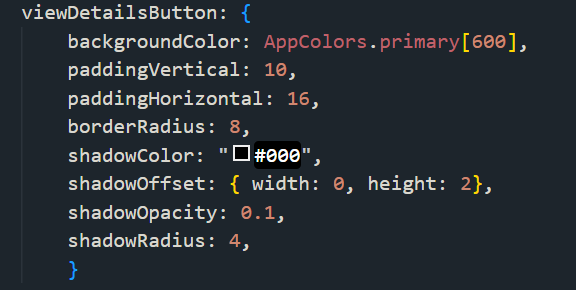 viewDetailsButton: {
backgroundColor: AppColors.primary[600],
paddingVertical: 10,
paddingHorizontal: 16,
borderRadius: 8,
shadowColor: "#000",
shadowOffset: { width: 0, height: 2},
shadowOpacity: 0.1,
shadowRadius: 4,
}